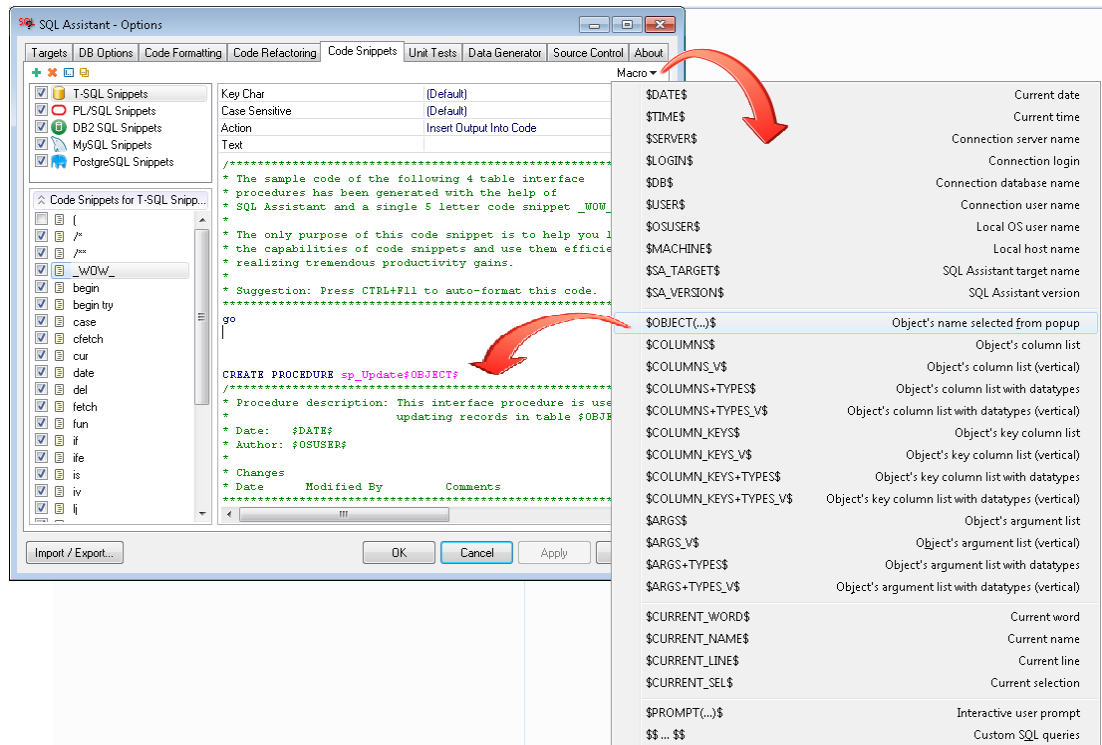 SQL Assistant - Options
Targets DB Options Code Formatting Code Refactoring Code Snippets Unit Tests Data Generator Source Control About
Macro
T-SQL Snippets
PL/SQL Snippets
DB2 SQL Snippets
MySQL Snippets
PostgreSQL Snippets
Code Snippets for T-SQL Snipp...
(
/*
/**
_WOW_
begin
begin try
case
cfetch
cur
date
del
fetch
fun
if
ife
is
iv
lj
Key Char (Default)
Case Sensitive (Default)
Action Insert Output Into Code
Text
/********************************************************
* The sample code of the following 4 table interface
* procedures has been generated with the help of
* SQL Assistant and a single 5 letter code snippet _WOW_
*
* The only purpose of this code snippet is to help you l
* the capabilities of code snippets and use them efficie
* realizing tremendous productivity gains.
*
* Suggestion: Press CTRL+F11 to auto-format this code.
********************************************************
go
CREATE PROCEDURE sp_Update$OBJECT$
/********************************************************
* Procedure description: This interface procedure is use
* updating records in table $OBJE
* Date: $DATE$
* Author: $OSUSER$
*
* Changes
* Date Modified By Comments
********************************************************
Import / Export... OK Cancel Apply
$DATE$ Current date
$TIME$ Current time
$SERVER$ Connection server name
$LOGIN$ Connection login
$DB$ Connection database name
$USER$ Connection user name
$OSUSER$ Local OS user name
$MACHINE$ Local host name
$SA_TARGET$ SQL Assistant target name
$SA_VERSION$ SQL Assistant version
$OBJECT(...)$ Object's name selected from popup
$COLUMNS$ Object's column list
$COLUMNS_V$ Object's column list (vertical)
$COLUMNS+TYPES$ Object's column list with datatypes
$COLUMNS+TYPES_V$ Object's column list with datatypes (vertical)
$COLUMN_KEYS$ Object's key column list
$COLUMN_KEYS_V$ Object's key column list (vertical)
$COLUMN_KEYS+TYPES$ Object's key column list with datatypes
$COLUMN_KEYS+TYPES_V$ Object's key column list with datatypes (vertical)
$ARGS$ Object's argument list
$ARGS_V$ Object's argument list (vertical)
$ARGS+TYPES$ Object's argument list with datatypes
$ARGS+TYPES_V$ Object's argument list with datatypes (vertical)
$CURRENT_WORD$ Current word
$CURRENT_NAME$ Current name
$CURRENT_LINE$ Current line
$CURRENT_SEL$ Current selection
$PROMPT(...)$ Interactive user prompt
$$ ... $$ Custom SQL queries